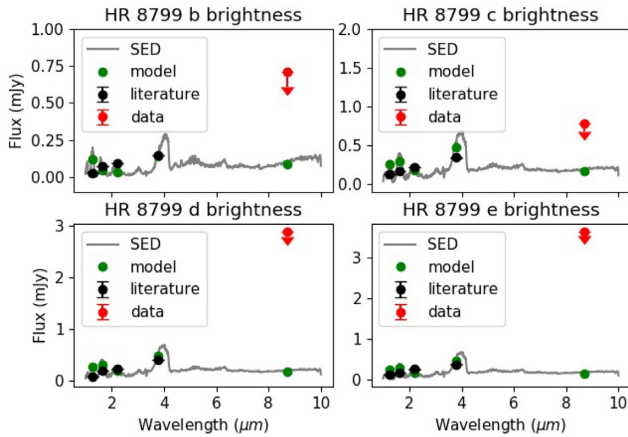 HR 8799 b brightness
Flux (mJy)
1.00
0.75
0.50
0.25
0.00
SED
model
literature
data
HR 8799 c brightness
2.0
1.5
1.0
0.5
0.0
SED
model
literature
data
HR 8799 d brightness
Flux (mJy)
3
2
1
0
SED
model
literature
data
2 4 6 8 10
Wavelength (μm)
HR 8799 e brightness
3
2
1
0
SED
model
literature
data
2 4 6 8 10
Wavelength (μm)